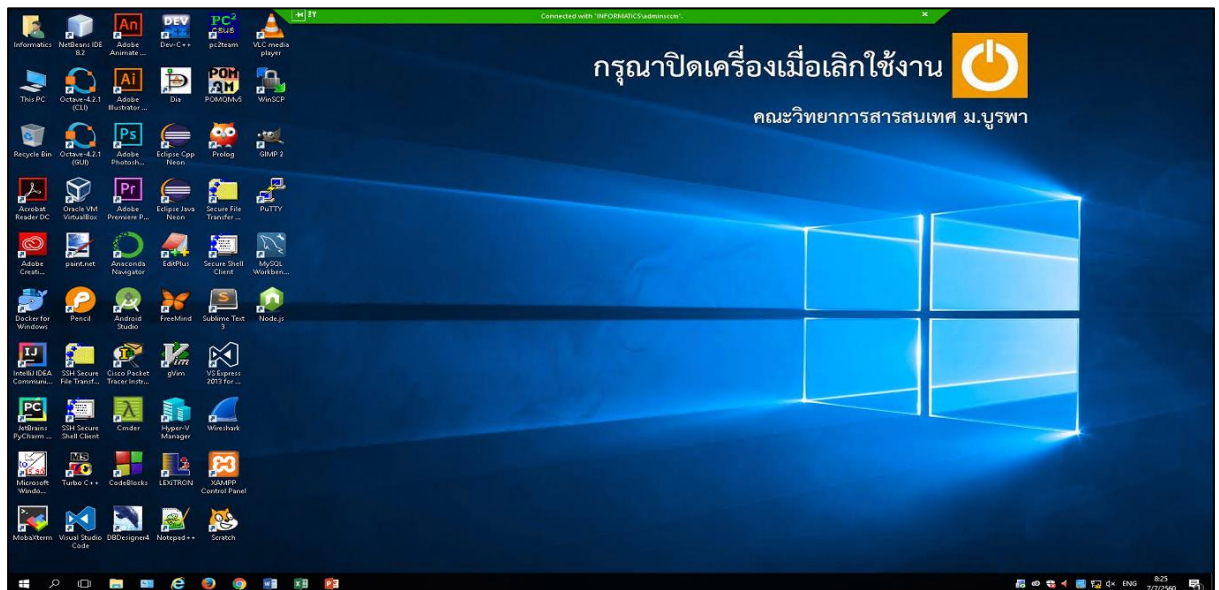 Connected with 'INFORMATICS\adminsccm'.
กรุณาปิดเครื่องเมื่อเลิกใช้งาน
คณะวิทยาการสารสนเทศ ม.บูรพา
Informatics
NetBeans IDE 8.2
Adobe Animate ...
Dev-C++
pc2team
VLC media player
This PC
Octave-4.2.1 (CLI)
Adobe Illustrator ...
Dia
POMQMv5
WinSCP
Recycle Bin
Octave-4.2.1 (GUI)
Adobe Photosh...
Eclipse Cpp Neon
Prolog
GIMP 2
Acrobat Reader DC
Oracle VM VirtualBox
Adobe Premiere P...
Eclipse Java Neon
Secure File Transfer ...
PuTTY
Adobe Creati...
paint.net
Anaconda Navigator
EditPlus
Secure Shell Client
MySQL Workben...
Docker for Windows
Pencil
Android Studio
FreeMind
Sublime Text 3
Node.js
IntelliJ IDEA Communi...
SSH Secure File Transf...
Cisco Packet Tracer Instr...
gVim
VS Express 2013 for ...
JetBrains PyCharm ...
SSH Secure Shell Client
Cmder
Hyper-V Manager
Wireshark
Microsoft Windo...
Turbo C++
CodeBlocks
LEXiTRON
XAMPP Control Panel
MobaXterm
Visual Studio Code
DBDesigner4
Notepad++
Scratch
ENG
8:25
7/7/2560